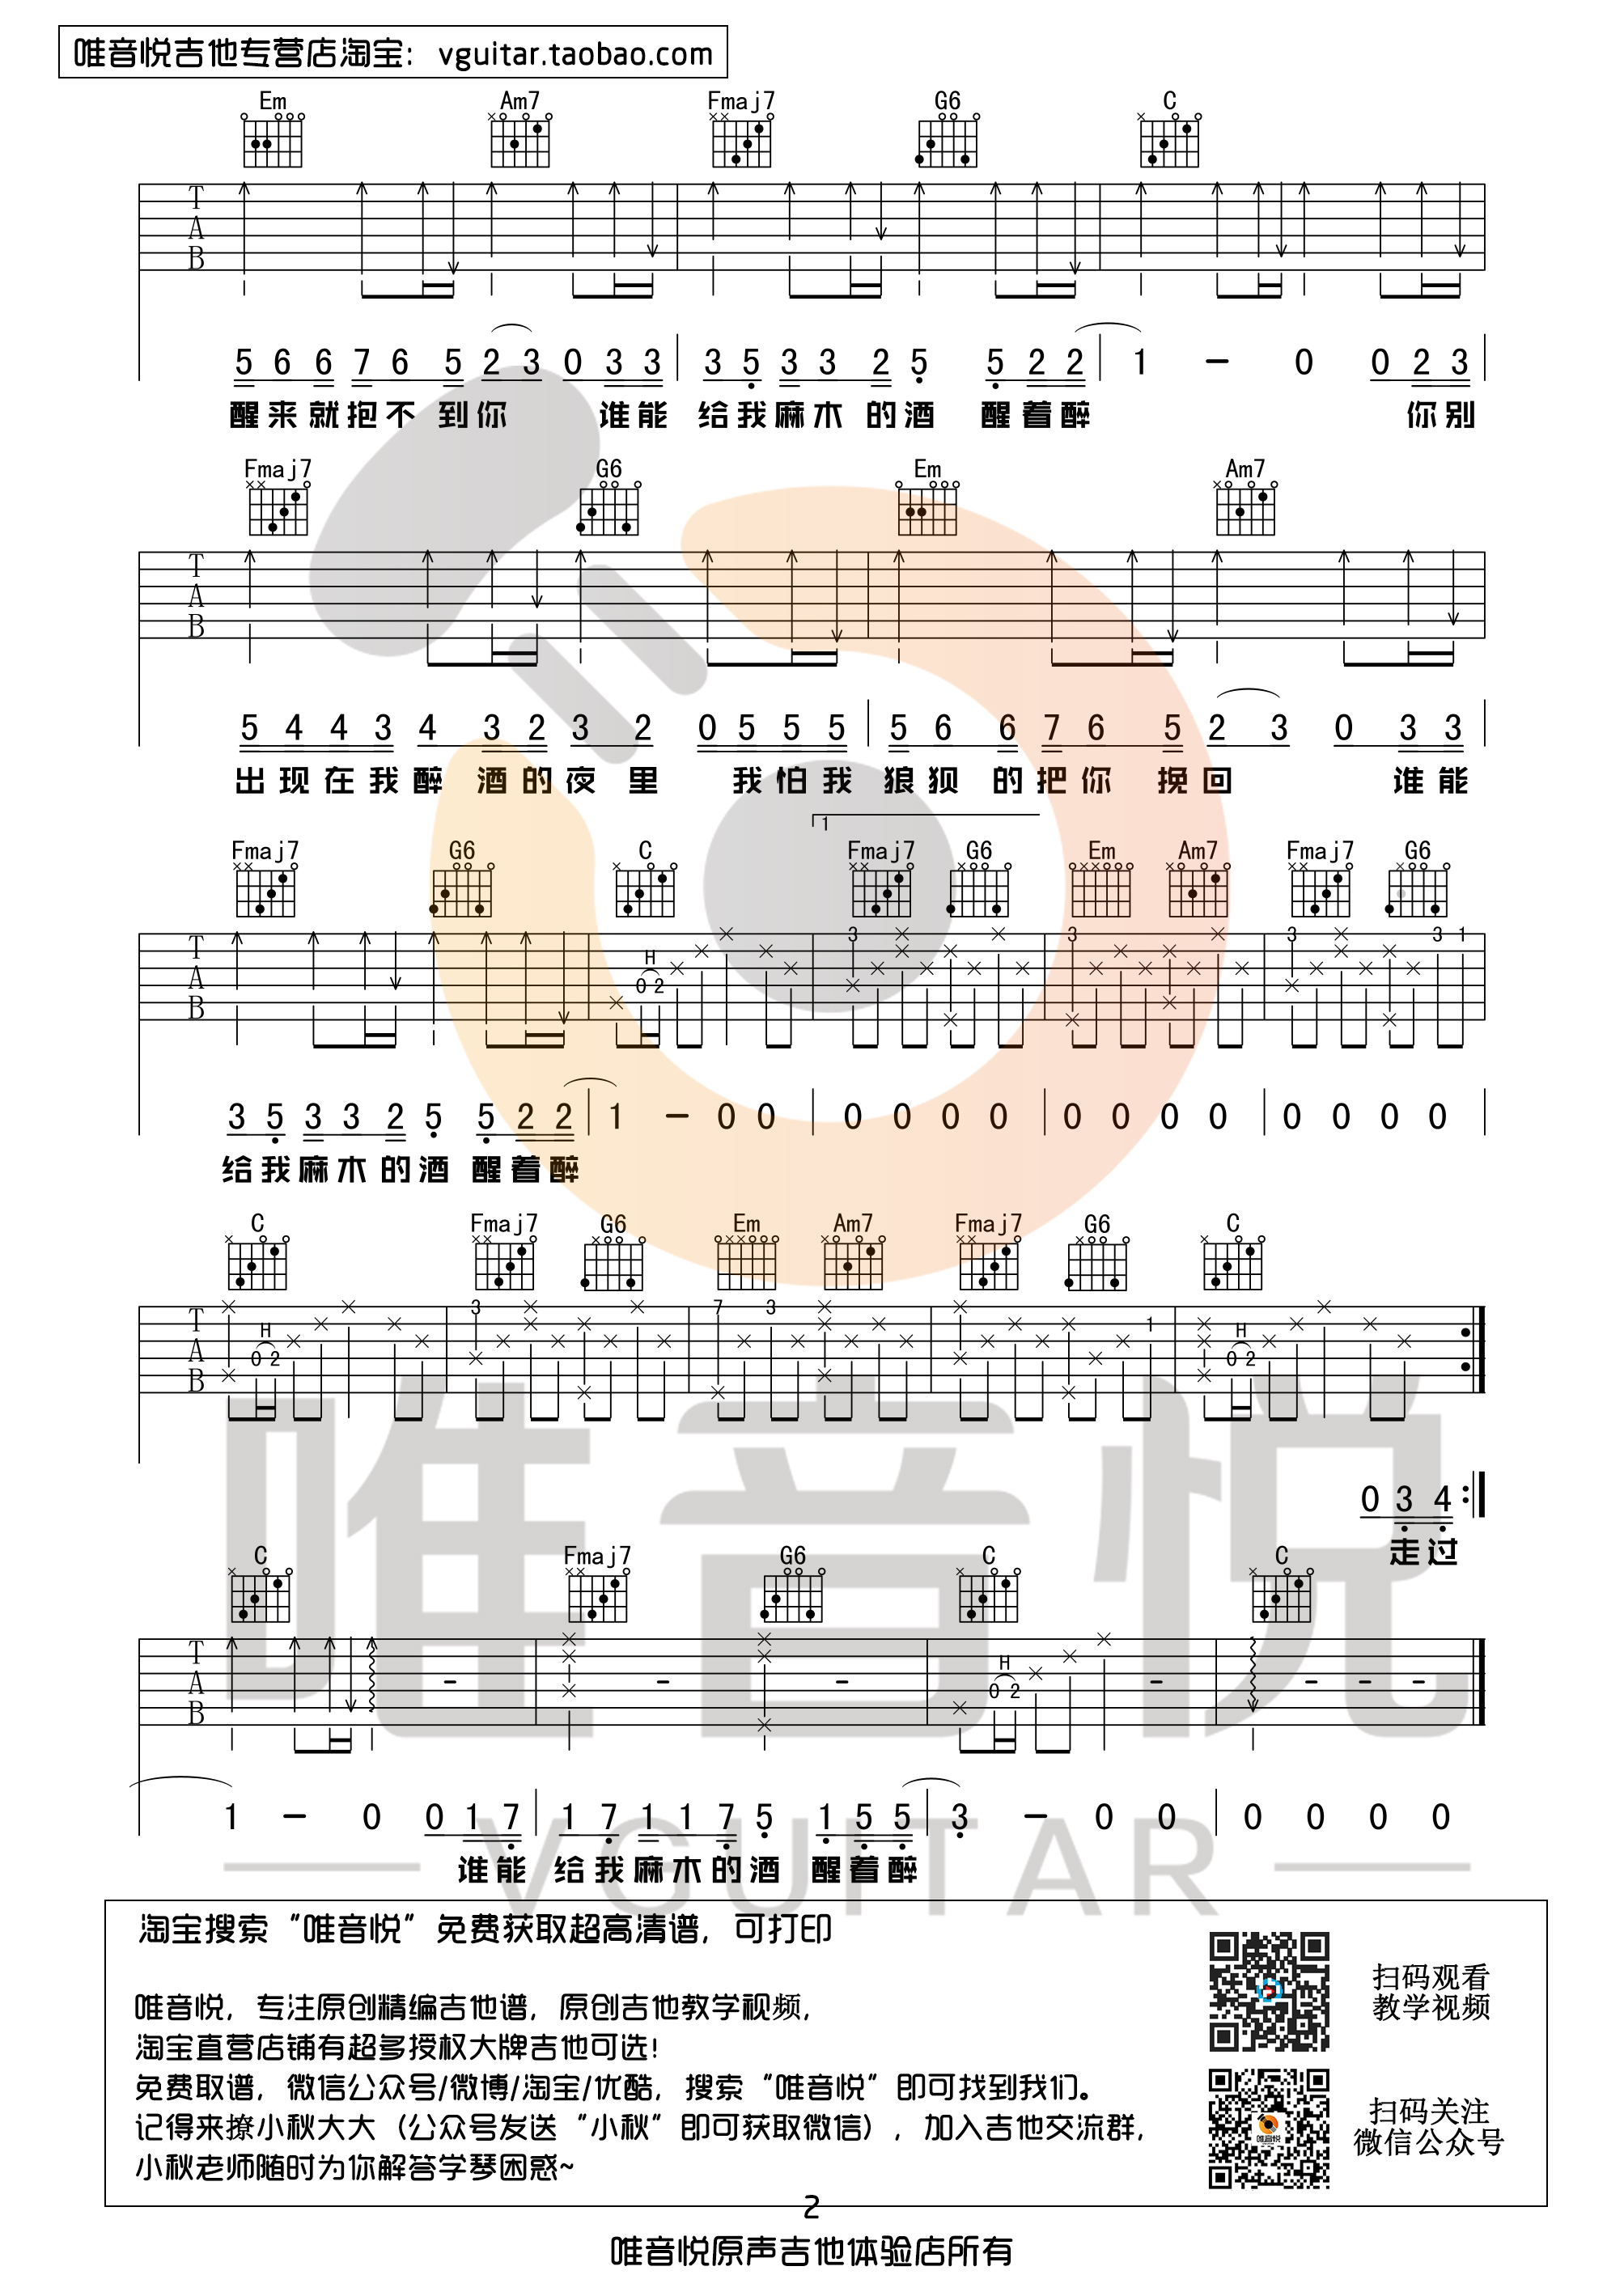 唯音悦吉他专营店淘宝：vguitar.taobao.com
Em Am7 Fmaj7 G6 C
T
A
B
5 6 6 7 6 5 2 3 0 3 3 | 3 5 3 3 2 5 5 2 2 | 1 - 0 0 2 3 |
醒来就抱不到你 谁能 给我麻木的酒 醒着醉 你别
Fmaj7 G6 Em Am7
T
A
B
5 4 4 3 4 3 2 3 2 0 5 5 5 | 5 6 6 7 6 5 2 3 0 3 3 |
出现在我醉酒的夜里 我怕我 狼狈的把你挽回 谁能
1
Fmaj7 G6 C Fmaj7 G6 Em Am7 Fmaj7 G6
3 3 3 3 1
H
0 2
T
A
B
3 5 3 3 2 5 5 2 2 | 1 - 0 0 | 0 0 0 0 | 0 0 0 0 | 0 0 0 0 |
给我麻木的酒 醒着醉
C Fmaj7 G6 Em Am7 Fmaj7 G6 C
3 7 3 1
H H
0 2 0 2
T
A
B
0 3 4
走过
C Fmaj7 G6 C C
H
0 2
T
A
B
1 - 0 0 1 7 | 1 7 1 1 7 5 1 5 5 | 3 - 0 0 | 0 0 0 0
谁能 给我麻木的酒 醒着醉
唯音悦
VGUITAR
淘宝搜索“唯音悦”免费获取超高清谱，可打印
唯音悦，专注原创精编吉他谱，原创吉他教学视频，
淘宝直营店铺有超多授权大牌吉他可选！
免费取谱，微信公众号/微博/淘宝/优酷，搜索“唯音悦”即可找到我们。
记得来撩小秋大大（公众号发送“小秋”即可获取微信），加入吉他交流群，
小秋老师随时为你解答学琴困惑~
扫码观看
教学视频
唯音悦
扫码关注
微信公众号
2
唯音悦原声吉他体验店所有